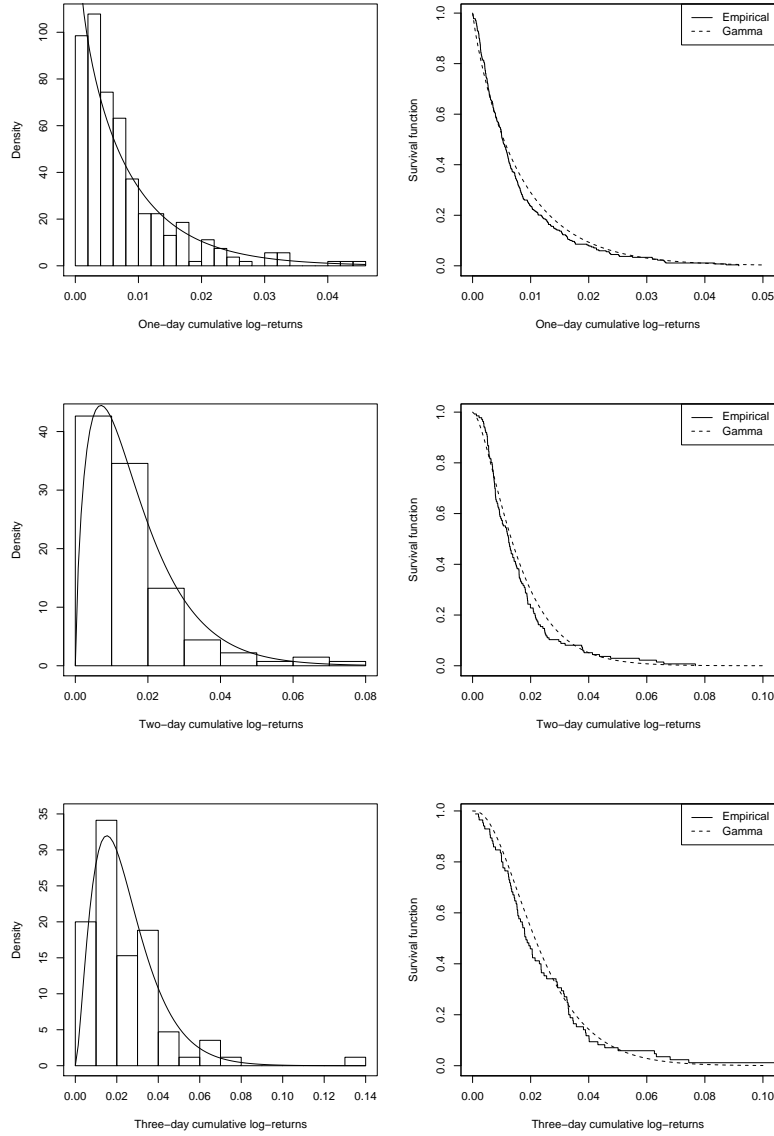 Density
0 20 40 60 80 100
0.00 0.01 0.02 0.03 0.04
One−day cumulative log−returns
Survival function
0.0 0.2 0.4 0.6 0.8 1.0
Empirical
Gamma
0.00 0.01 0.02 0.03 0.04 0.05
One−day cumulative log−returns
Density
0 10 20 30 40
0.00 0.02 0.04 0.06 0.08
Two−day cumulative log−returns
Survival function
0.0 0.2 0.4 0.6 0.8 1.0
Empirical
Gamma
0.00 0.02 0.04 0.06 0.08 0.10
Two−day cumulative log−returns
Density
0 5 10 15 20 25 30 35
0.00 0.02 0.04 0.06 0.08 0.10 0.12 0.14
Three−day cumulative log−returns
Survival function
0.0 0.2 0.4 0.6 0.8 1.0
Empirical
Gamma
0.00 0.02 0.04 0.06 0.08 0.10
Three−day cumulative log−returns